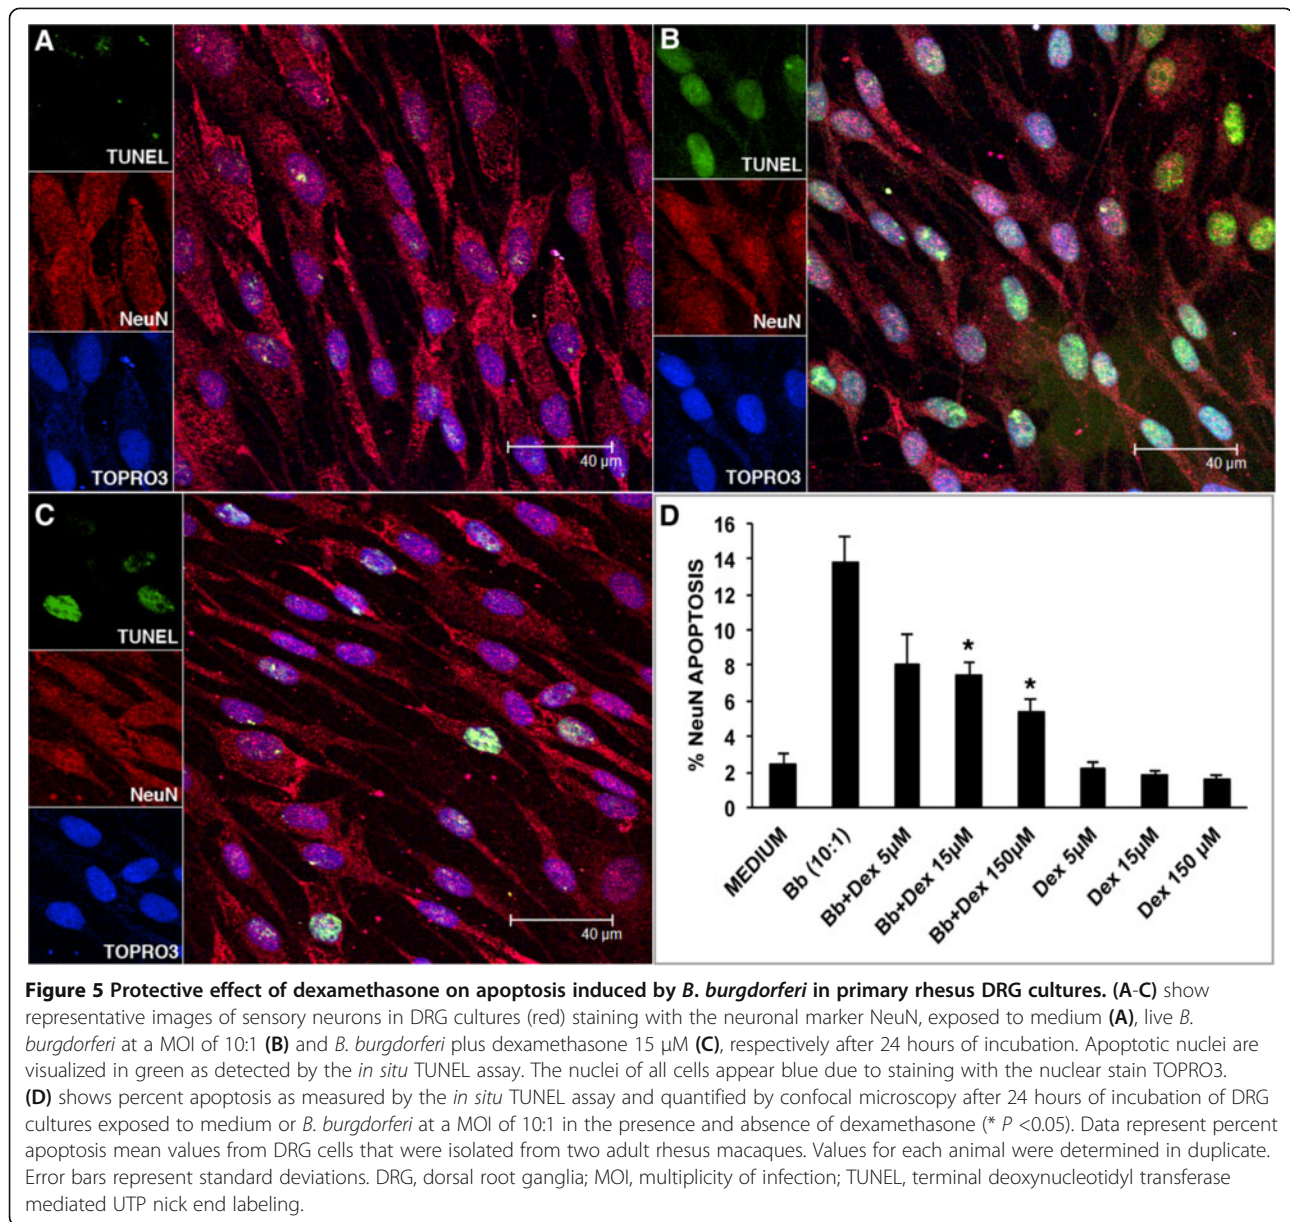 A
TUNEL
NeuN
TOPRO3
40 µm
B
TUNEL
NeuN
TOPRO3
40 µm
C
TUNEL
NeuN
TOPRO3
40 µm
D
% NeuN APOPTOSIS
16
14
12
10
8
6
4
2
0
*
*
MEDIUM
Bb (10:1)
Bb+Dex 5µM
Bb+Dex 15µM
Bb+Dex 150µM
Dex 5µM
Dex 15µM
Dex 150 µM
Figure 5 Protective effect of dexamethasone on apoptosis induced by B. burgdorferi in primary rhesus DRG cultures. (A-C) show
representative images of sensory neurons in DRG cultures (red) staining with the neuronal marker NeuN, exposed to medium (A), live B.
burgdorferi at a MOI of 10:1 (B) and B. burgdorferi plus dexamethasone 15 µM (C), respectively after 24 hours of incubation. Apoptotic nuclei are
visualized in green as detected by the in situ TUNEL assay. The nuclei of all cells appear blue due to staining with the nuclear stain TOPRO3.
(D) shows percent apoptosis as measured by the in situ TUNEL assay and quantified by confocal microscopy after 24 hours of incubation of DRG
cultures exposed to medium or B. burgdorferi at a MOI of 10:1 in the presence and absence of dexamethasone (* P <0.05). Data represent percent
apoptosis mean values from DRG cells that were isolated from two adult rhesus macaques. Values for each animal were determined in duplicate.
Error bars represent standard deviations. DRG, dorsal root ganglia; MOI, multiplicity of infection; TUNEL, terminal deoxynucleotidyl transferase
mediated UTP nick end labeling.